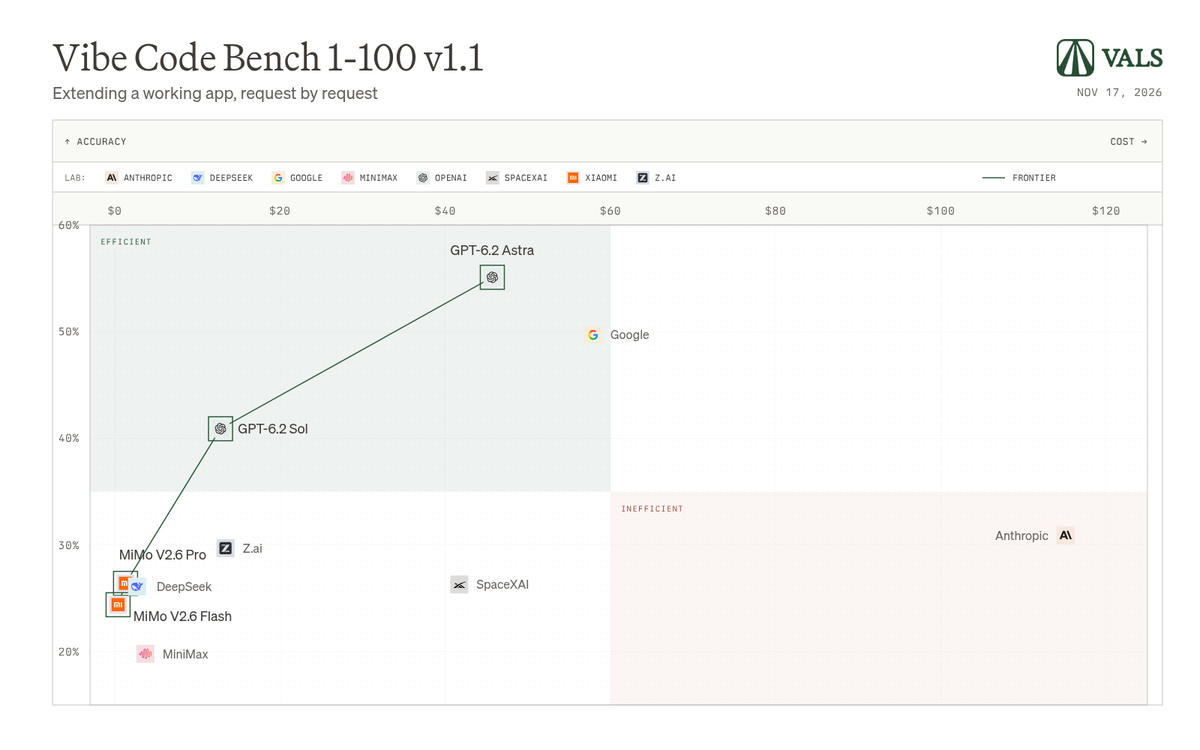 Vibe Code Bench 1-100 v1.1
Extending a working app, request by request
VALS
NOV 17, 2026
↑ ACCURACY
COST →
LAB: ANTHROPIC DEEPSEEK GOOGLE MINIMAX OPENAI SPACEXAI XIAOMI Z.AI FRONTIER
$0 $20 $40 $60 $80 $100 $120
60%
EFFICIENT
GPT-6.2 Astra
50%
Google
40%
GPT-6.2 Sol
INEFFICIENT
Anthropic
30%
MiMo V2.6 Pro
Z.ai
DeepSeek
SpaceXAI
MiMo V2.6 Flash
20%
MiniMax